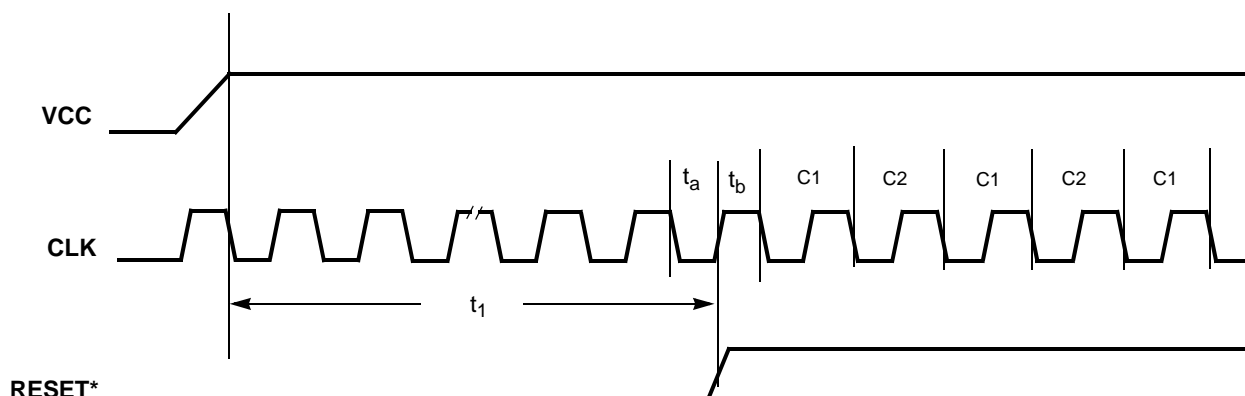 VCC
ta tb C1 C2 C1 C2 C1
CLK
t1
RESET*